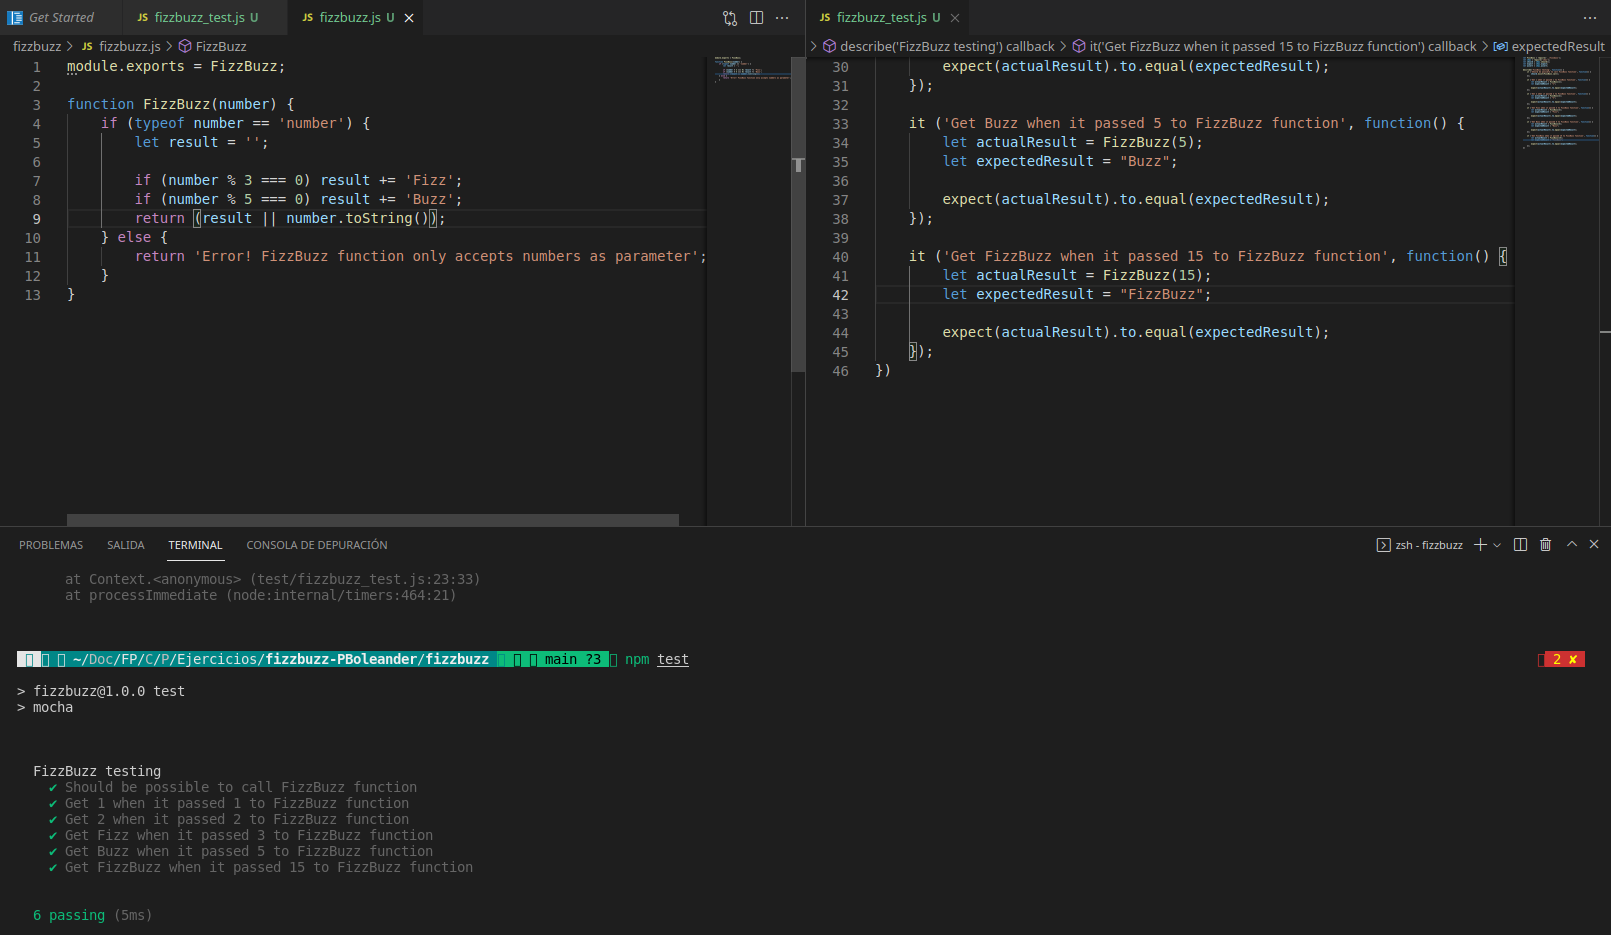 Get Started
JS fizzbuzz_test.js U
JS fizzbuzz.js U
fizzbuzz > JS fizzbuzz.js > FizzBuzz
1 module.exports = FizzBuzz;
2
3 function FizzBuzz(number) {
4 if (typeof number == 'number') {
5 let result = '';
6
7 if (number % 3 === 0) result += 'Fizz';
8 if (number % 5 === 0) result += 'Buzz';
9 return (result || number.toString());
10 } else {
11 return 'Error! FizzBuzz function only accepts numbers as parameter';
12 }
13 }
JS fizzbuzz_test.js U
> describe('FizzBuzz testing') callback > it('Get FizzBuzz when it passed 15 to FizzBuzz function') callback > expectedResult
30 expect(actualResult).to.equal(expectedResult);
31 });
32
33 it ('Get Buzz when it passed 5 to FizzBuzz function', function() {
34 let actualResult = FizzBuzz(5);
35 let expectedResult = "Buzz";
36
37 expect(actualResult).to.equal(expectedResult);
38 });
39
40 it ('Get FizzBuzz when it passed 15 to FizzBuzz function', function() {
41 let actualResult = FizzBuzz(15);
42 let expectedResult = "FizzBuzz";
43
44 expect(actualResult).to.equal(expectedResult);
45 });
46 })
PROBLEMAS SALIDA TERMINAL CONSOLA DE DEPURACIÓN
zsh - fizzbuzz
at Context.<anonymous> (test/fizzbuzz_test.js:23:33)
at processImmediate (node:internal/timers:464:21)
~/Doc/FP/C/P/Ejercicios/fizzbuzz-PBoleander/fizzbuzz main ?3 npm test 2 ✘
> fizzbuzz@1.0.0 test
> mocha
FizzBuzz testing
✔ Should be possible to call FizzBuzz function
✔ Get 1 when it passed 1 to FizzBuzz function
✔ Get 2 when it passed 2 to FizzBuzz function
✔ Get Fizz when it passed 3 to FizzBuzz function
✔ Get Buzz when it passed 5 to FizzBuzz function
✔ Get FizzBuzz when it passed 15 to FizzBuzz function
6 passing (5ms)